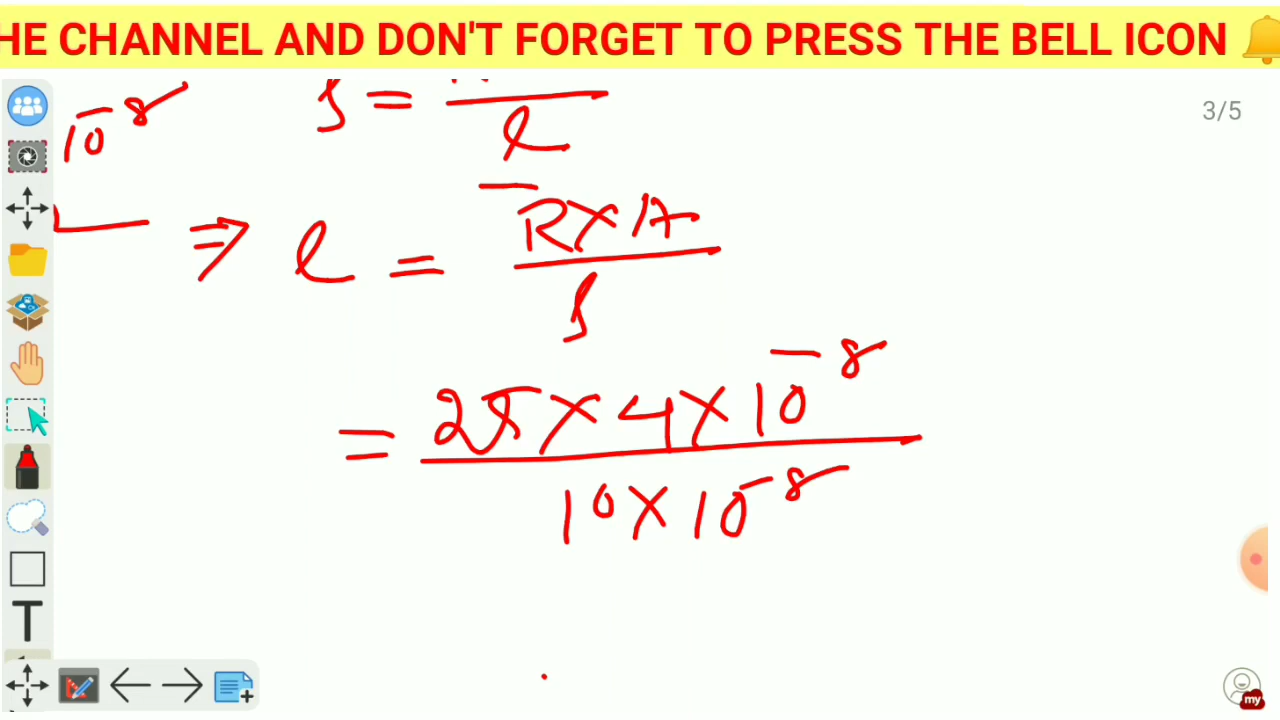 HE CHANNEL AND DON'T FORGET TO PRESS THE BELL ICON 🔔
3/5
10⁻⁸
ρ = ——/l
⇒ l = R×A/ρ
= 25×4×10⁻⁸/10×10⁻⁸
T
my